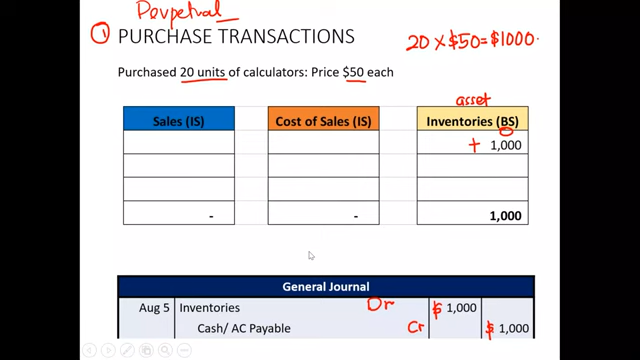 Perpetual
① PURCHASE TRANSACTIONS
20 × $50 = $1000.
Purchased 20 units of calculators: Price $50 each
asset
Sales (IS) Cost of Sales (IS) Inventories (BS)
+ 1,000
- - 1,000
General Journal
Aug 5 Inventories Dr $ 1,000
Cash/ AC Payable Cr $ 1,000